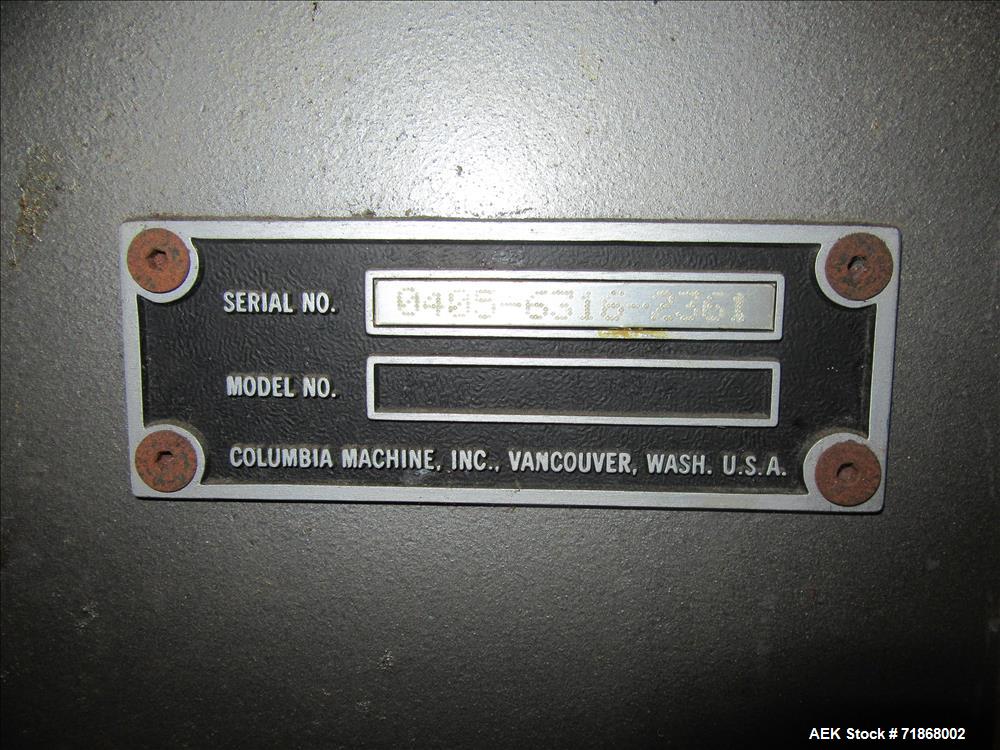 SERIAL NO. 0405-6316-2361
MODEL NO.
COLUMBIA MACHINE, INC., VANCOUVER, WASH. U.S.A.
AEK Stock # 71868002